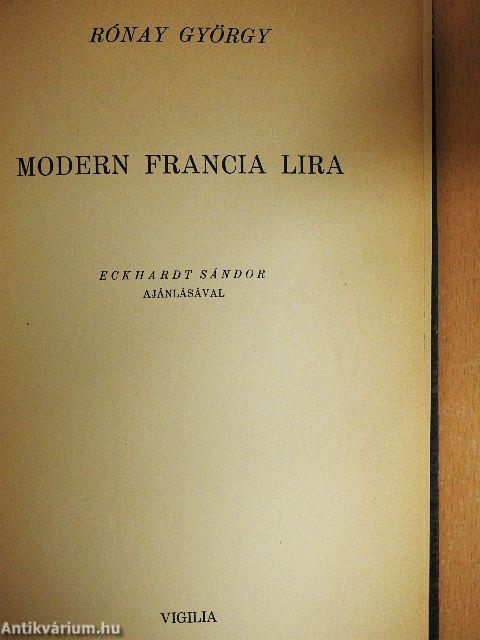 RÓNAY GYÖRGY
MODERN FRANCIA LIRA
ECKHARDT SÁNDOR
AJÁNLÁSÁVAL
VIGILIA
Antikvárium.hu